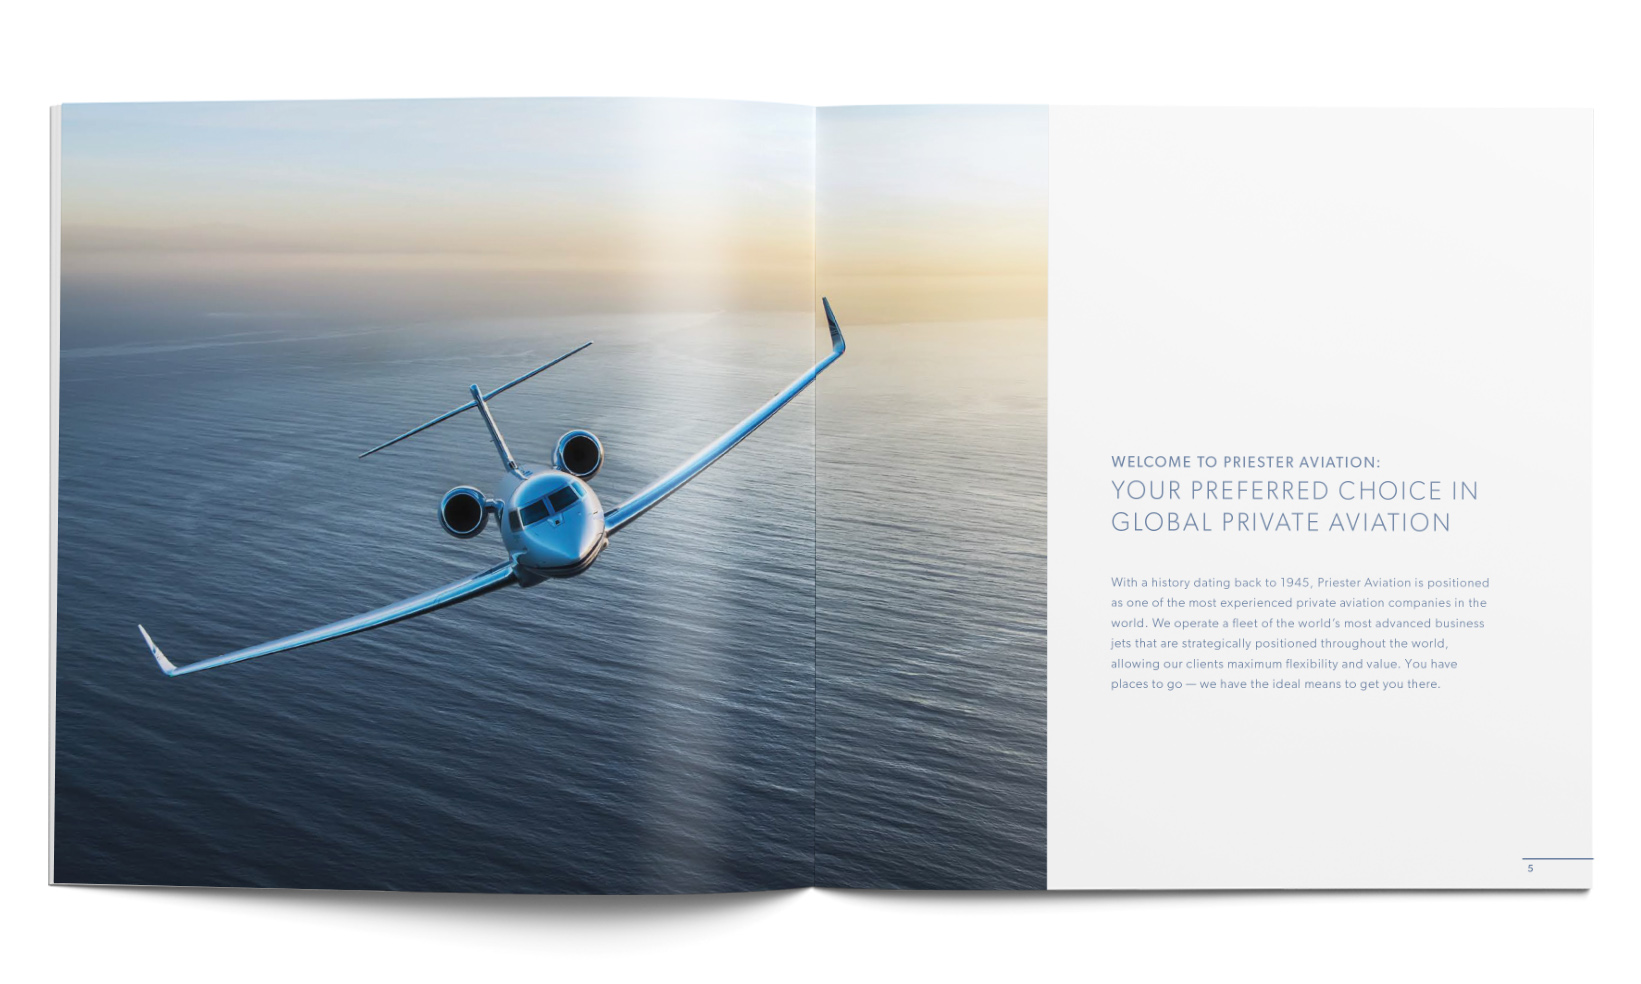 WELCOME TO PRIESTER AVIATION:
YOUR PREFERRED CHOICE IN
GLOBAL PRIVATE AVIATION
With a history dating back to 1945, Priester Aviation is positioned
as one of the most experienced private aviation companies in the
world. We operate a fleet of the world's most advanced business
jets that are strategically positioned throughout the world,
allowing our clients maximum flexibility and value. You have
places to go — we have the ideal means to get you there.
5